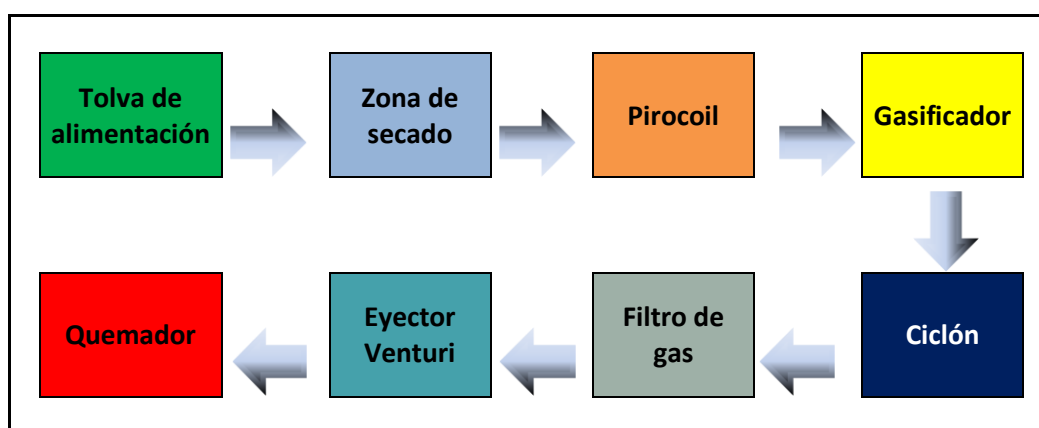 Tolva de
alimentación
Zona de
secado
Pirocoil
Gasificador
Quemador
Eyector
Venturi
Filtro de
gas
Ciclón